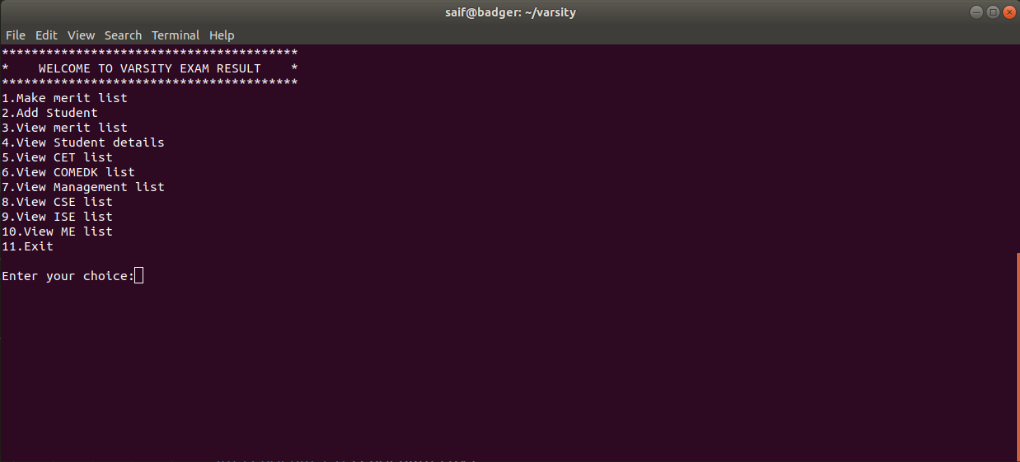 saif@badger: ~/varsity
File Edit View Search Terminal Help
****************************************
*    WELCOME TO VARSITY EXAM RESULT    *
****************************************
1.Make merit list
2.Add Student
3.View merit list
4.View Student details
5.View CET list
6.View COMEDK list
7.View Management list
8.View CSE list
9.View ISE list
10.View ME list
11.Exit
Enter your choice: